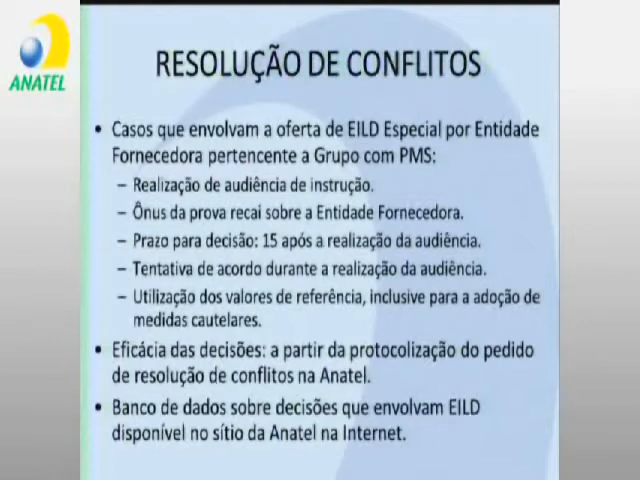 ANATEL
RESOLUÇÃO DE CONFLITOS
• Casos que envolvam a oferta de EILD Especial por Entidade
Fornecedora pertencente a Grupo com PMS:
– Realização de audiência de instrução.
– Ônus da prova recai sobre a Entidade Fornecedora.
– Prazo para decisão: 15 após a realização da audiência.
– Tentativa de acordo durante a realização da audiência.
– Utilização dos valores de referência, inclusive para a adoção de
medidas cautelares.
• Eficácia das decisões: a partir da protocolização do pedido
de resolução de conflitos na Anatel.
• Banco de dados sobre decisões que envolvam EILD
disponível no sítio da Anatel na Internet.